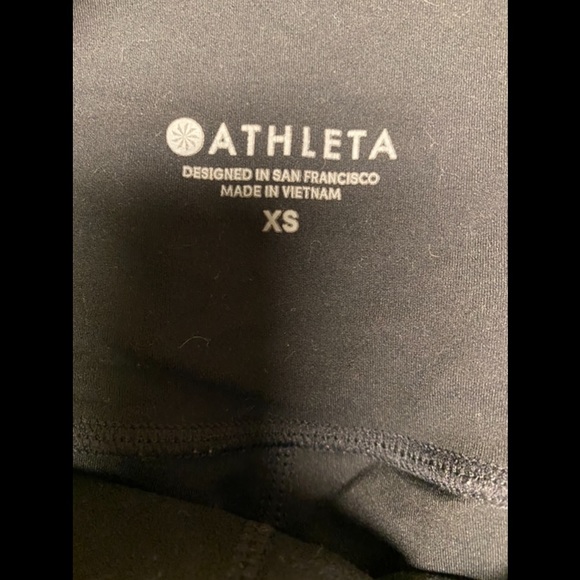 ATHLETA
DESIGNED IN SAN FRANCISCO
MADE IN VIETNAM
XS